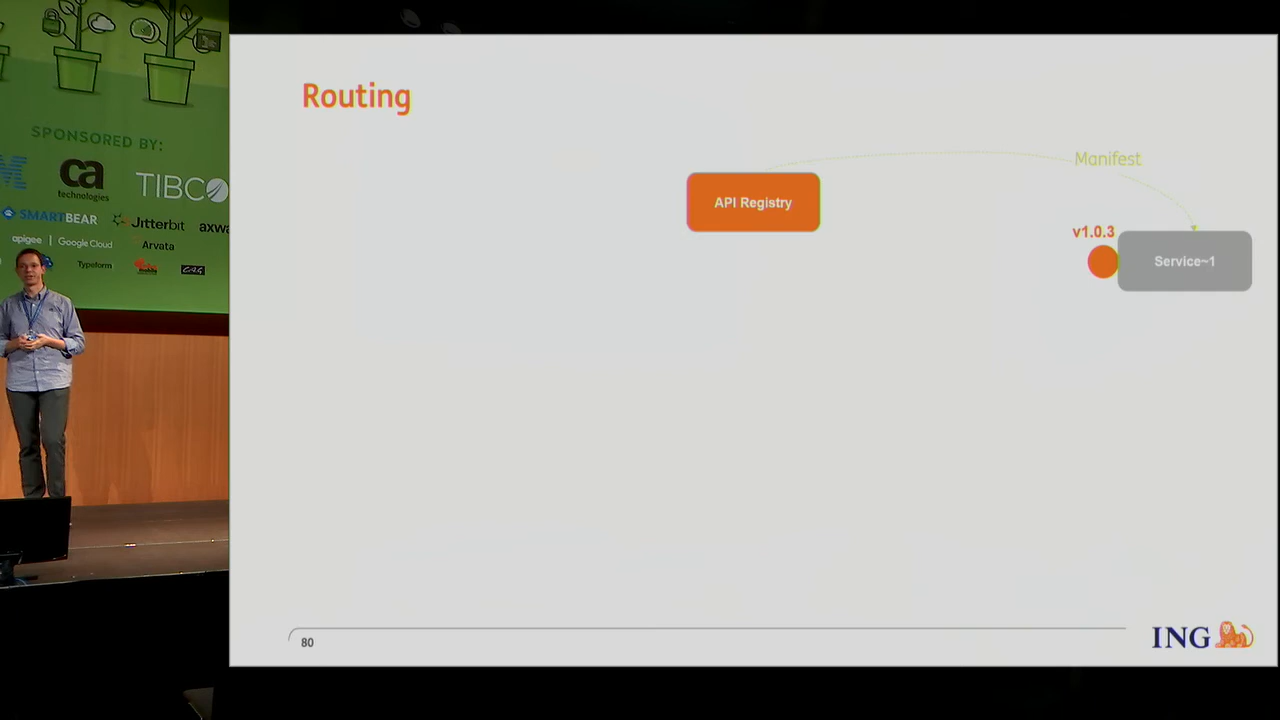 SPONSORED BY:
ca
technologies
TIBCO
SMARTBEAR
Jitterbit
axwa
apigee
Google Cloud
Arvata
Typeform
Routing
Manifest
API Registry
v1.0.3
Service~1
80
ING